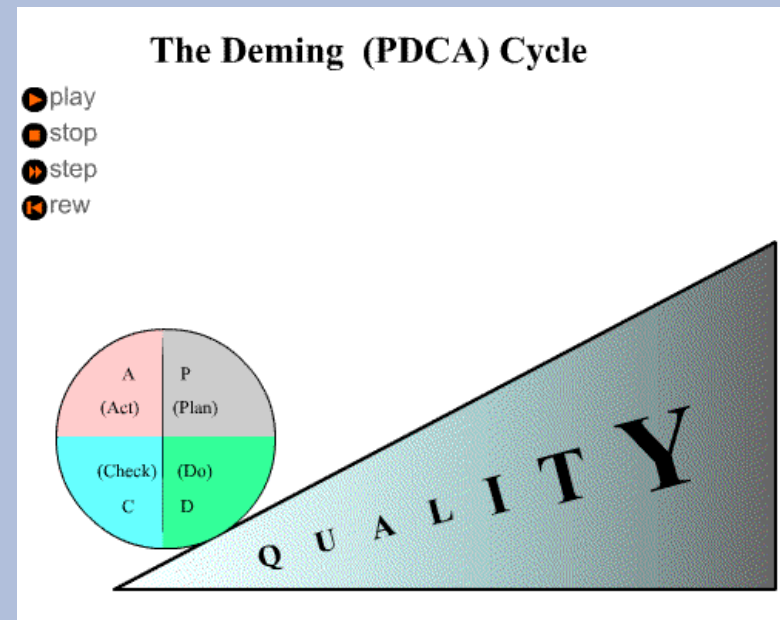 The Deming (PDCA) Cycle
play
stop
step
rew
A P
(Act) (Plan)
(Check) (Do)
C D
QUALITY